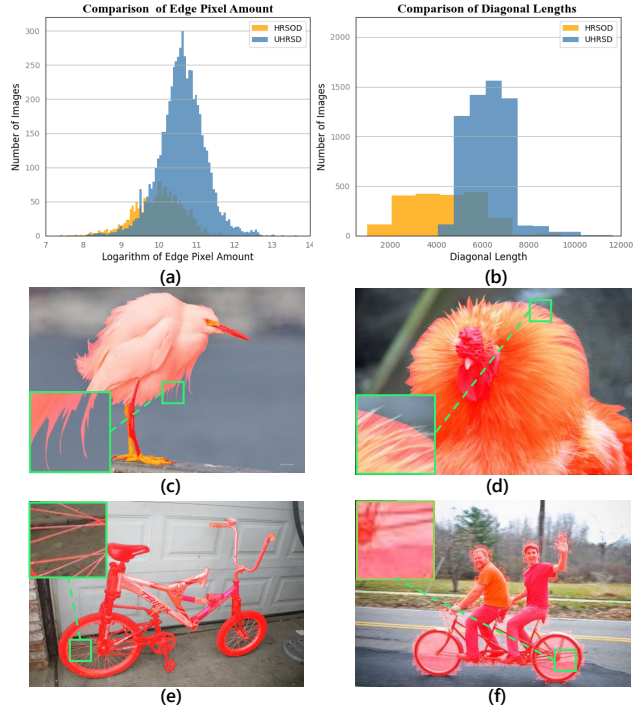 Comparison of Edge Pixel Amount
Number of Images
300
250
200
150
100
50
0
HRSOD
UHRSD
7 8 9 10 11 12 13 14
Logarithm of Edge Pixel Amount
(a)
Comparison of Diagonal Lengths
Number of Images
2000
1500
1000
500
0
HRSOD
UHRSD
2000 4000 6000 8000 10000 12000
Diagonal Length
(b)
(c)
(d)
(e)
(f)